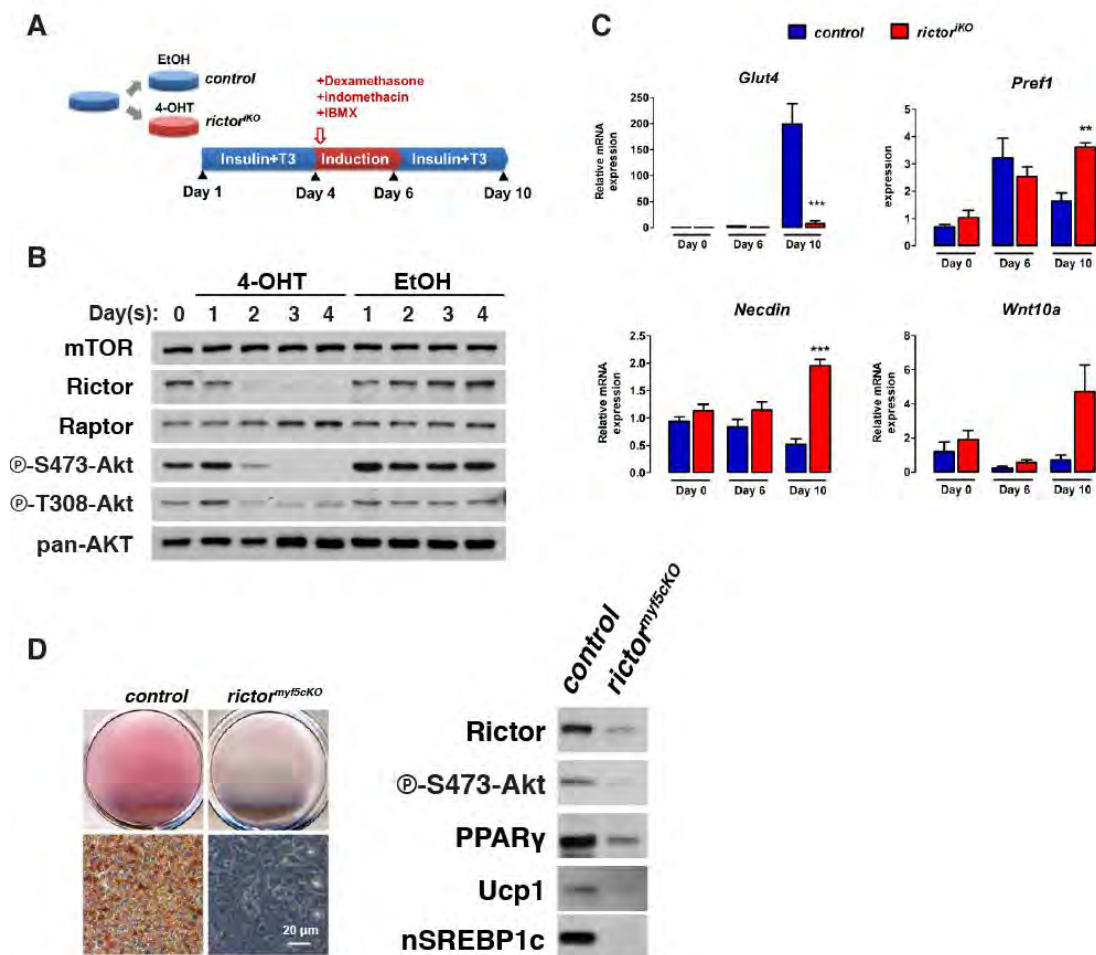 A
EtOH
control
4-OHT
rictor^iKO
+Dexamethasone
+indomethacin
+IBMX
Insulin+T3 Induction Insulin+T3
Day 1 Day 4 Day 6 Day 10
B
4-OHT EtOH
Day(s): 0 1 2 3 4 1 2 3 4
mTOR
Rictor
Raptor
Ⓟ-S473-Akt
Ⓟ-T308-Akt
pan-AKT
C
control rictor^iKO
Glut4
Relative mRNA
expression
250
200
150
100
50
0
***
Day 0 Day 6 Day 10
Pref1
expression
5
4
3
2
1
0
**
Day 0 Day 6 Day 10
Necdin
Relative mRNA
expression
2.5
2.0
1.5
1.0
0.5
0.0
***
Day 0 Day 6 Day 10
Wnt10a
Relative mRNA
expression
8
6
4
2
0
Day 0 Day 6 Day 10
D
control rictor^myf5cKO
20 µm
control rictor^myf5cKO
Rictor
Ⓟ-S473-Akt
PPARγ
Ucp1
nSREBP1c